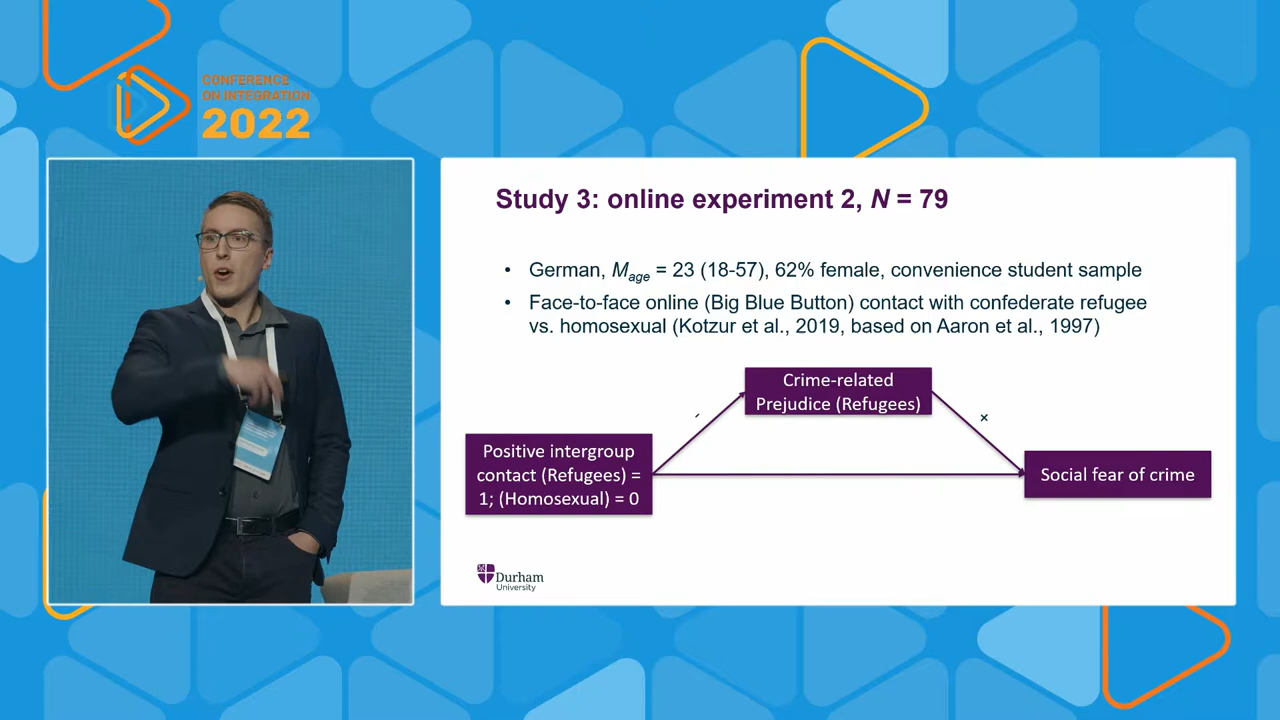 CONFERENCE
ON INTEGRATION
2022
Study 3: online experiment 2, N = 79
• German, Mage = 23 (18-57), 62% female, convenience student sample
• Face-to-face online (Big Blue Button) contact with confederate refugee
vs. homosexual (Kotzur et al., 2019, based on Aaron et al., 1997)
Crime-related
Prejudice (Refugees)
Positive intergroup
contact (Refugees) =
1; (Homosexual) = 0
Social fear of crime
Durham
University